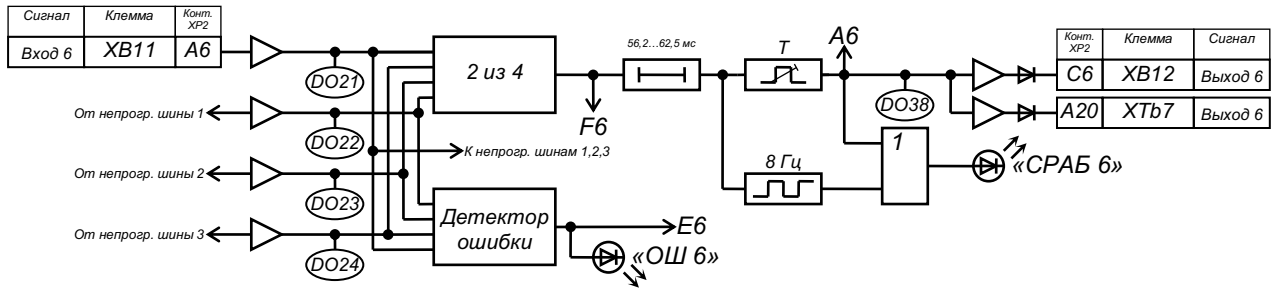 Сигнал Клемма Конт. XP2
Вход 6 XB11 A6
DO21
От непрогр. шины 1
DO22
От непрогр. шины 2
DO23
От непрогр. шины 3
DO24
2 из 4
К непрогр. шинам 1,2,3
Детектор ошибки
F6
E6
«ОШ 6»
56,2...62,5 мс
T
8 Гц
A6
DO38
1
«СРАБ 6»
Конт. XP2 Клемма Сигнал
C6 XB12 Выход 6
A20 XTb7 Выход 6